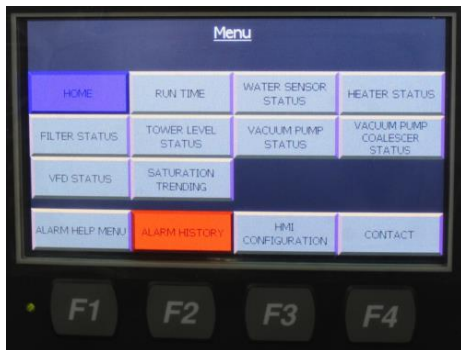 Menu
HOME
RUN TIME
WATER SENSOR
STATUS
HEATER STATUS
FILTER STATUS
TOWER LEVEL
STATUS
VACUUM PUMP
STATUS
VACUUM PUMP
COALESCER
STATUS
VFD STATUS
SATURATION
TRENDING
ALARM HELP MENU
ALARM HISTORY
HMI
CONFIGURATION
CONTACT
F1
F2
F3
F4